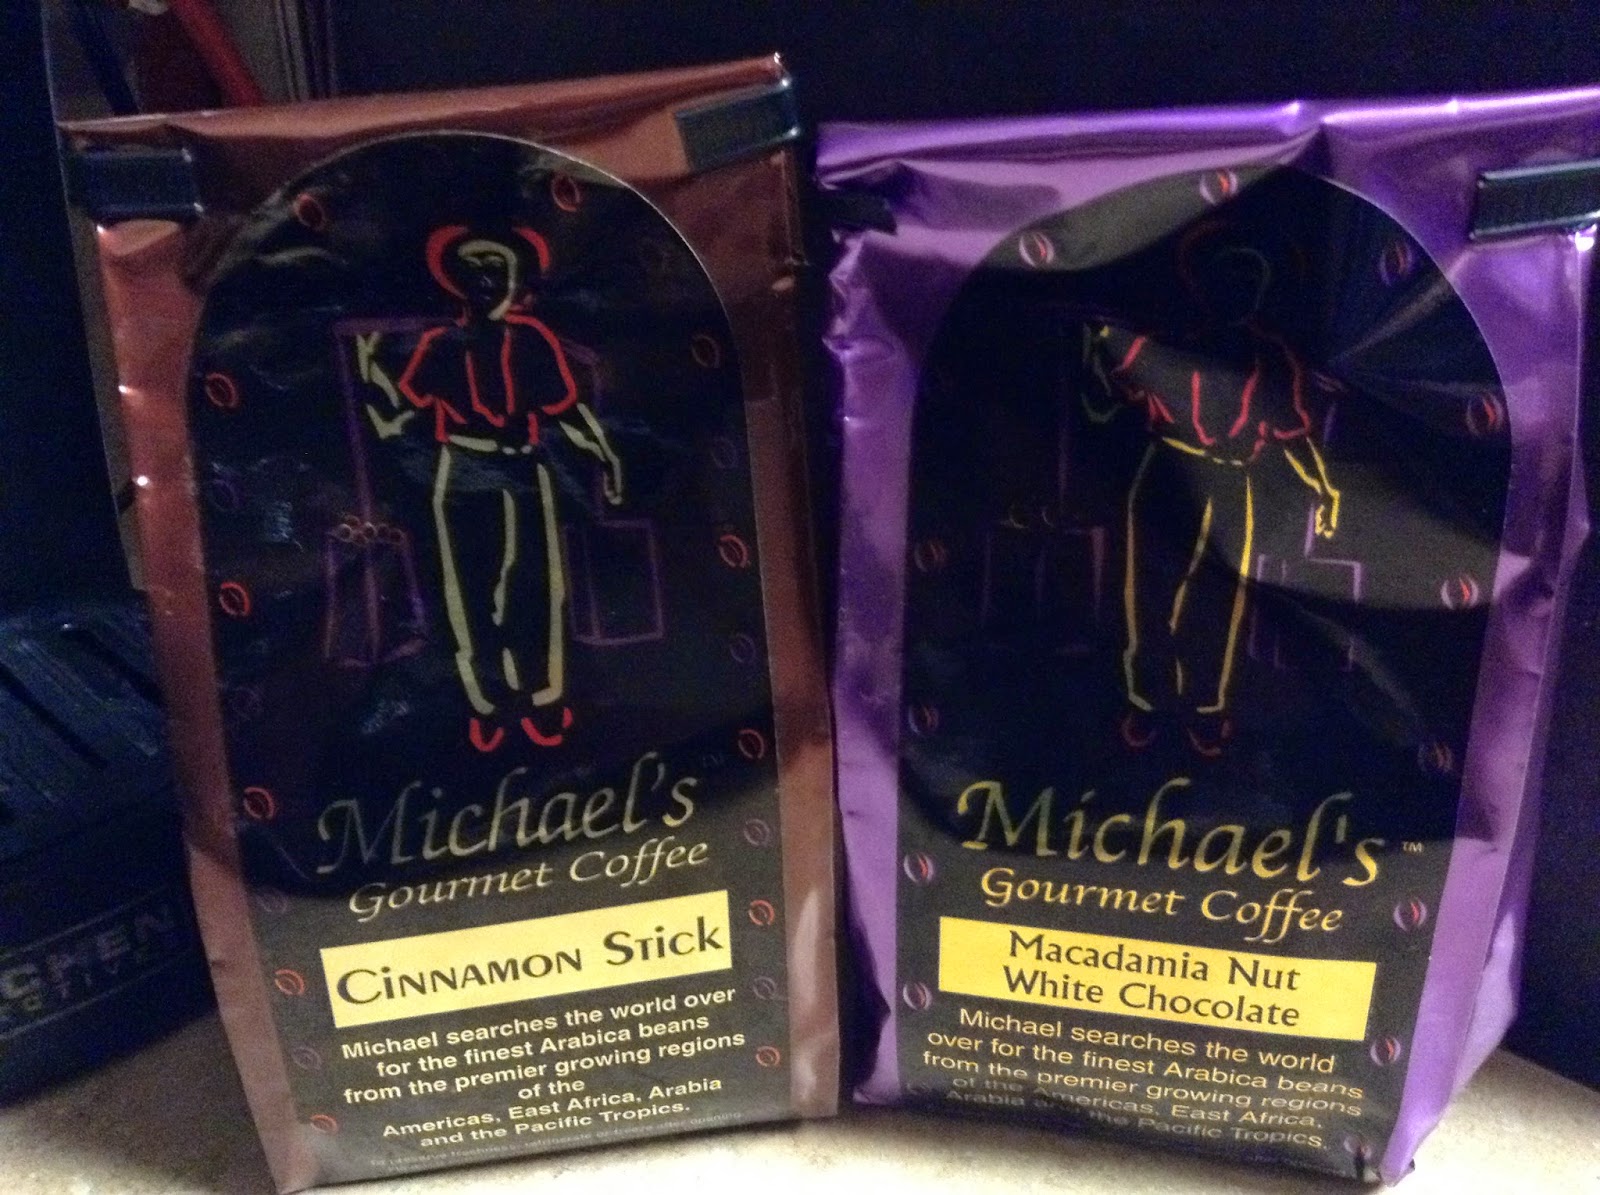 Michael's
Gourmet Coffee
Cinnamon Stick
Michael searches the world over
for the finest Arabica beans
from the premier growing regions
of the
Americas, East Africa, Arabia
and the Pacific Tropics.
Michael's™
Gourmet Coffee
Macadamia Nut
White Chocolate
Michael searches the world
over for the finest Arabica beans
from the premier growing regions
of the Americas, East Africa,
Arabia and the Pacific Tropics.